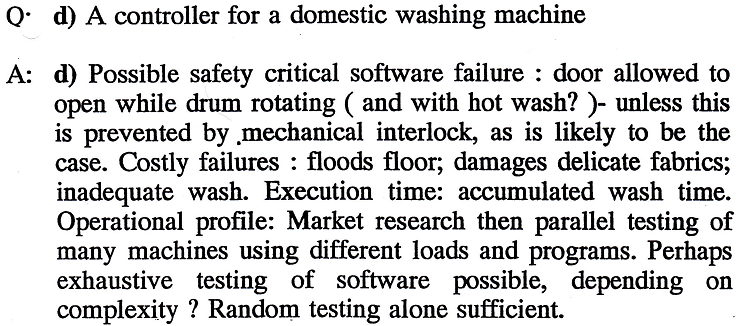 Q· d) A controller for a domestic washing machine
A: d) Possible safety critical software failure : door allowed to
open while drum rotating ( and with hot wash? )- unless this
is prevented by .mechanical interlock, as is likely to be the
case. Costly failures : floods floor; damages delicate fabrics;
inadequate wash. Execution time: accumulated wash time.
Operational profile: Market research then parallel testing of
many machines using different loads and programs. Perhaps
exhaustive testing of software possible, depending on
complexity ? Random testing alone sufficient.